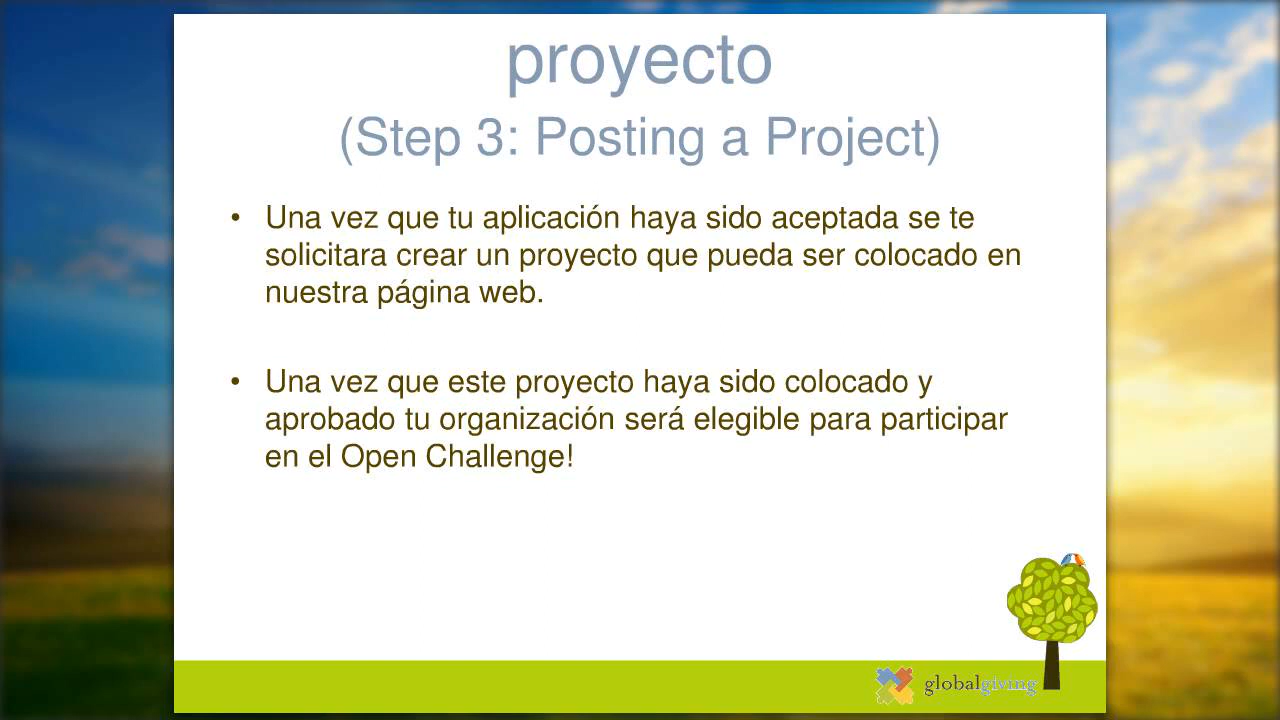 proyecto
(Step 3: Posting a Project)
• Una vez que tu aplicación haya sido aceptada se te
solicitara crear un proyecto que pueda ser colocado en
nuestra página web.
• Una vez que este proyecto haya sido colocado y
aprobado tu organización será elegible para participar
en el Open Challenge!
globalgiving